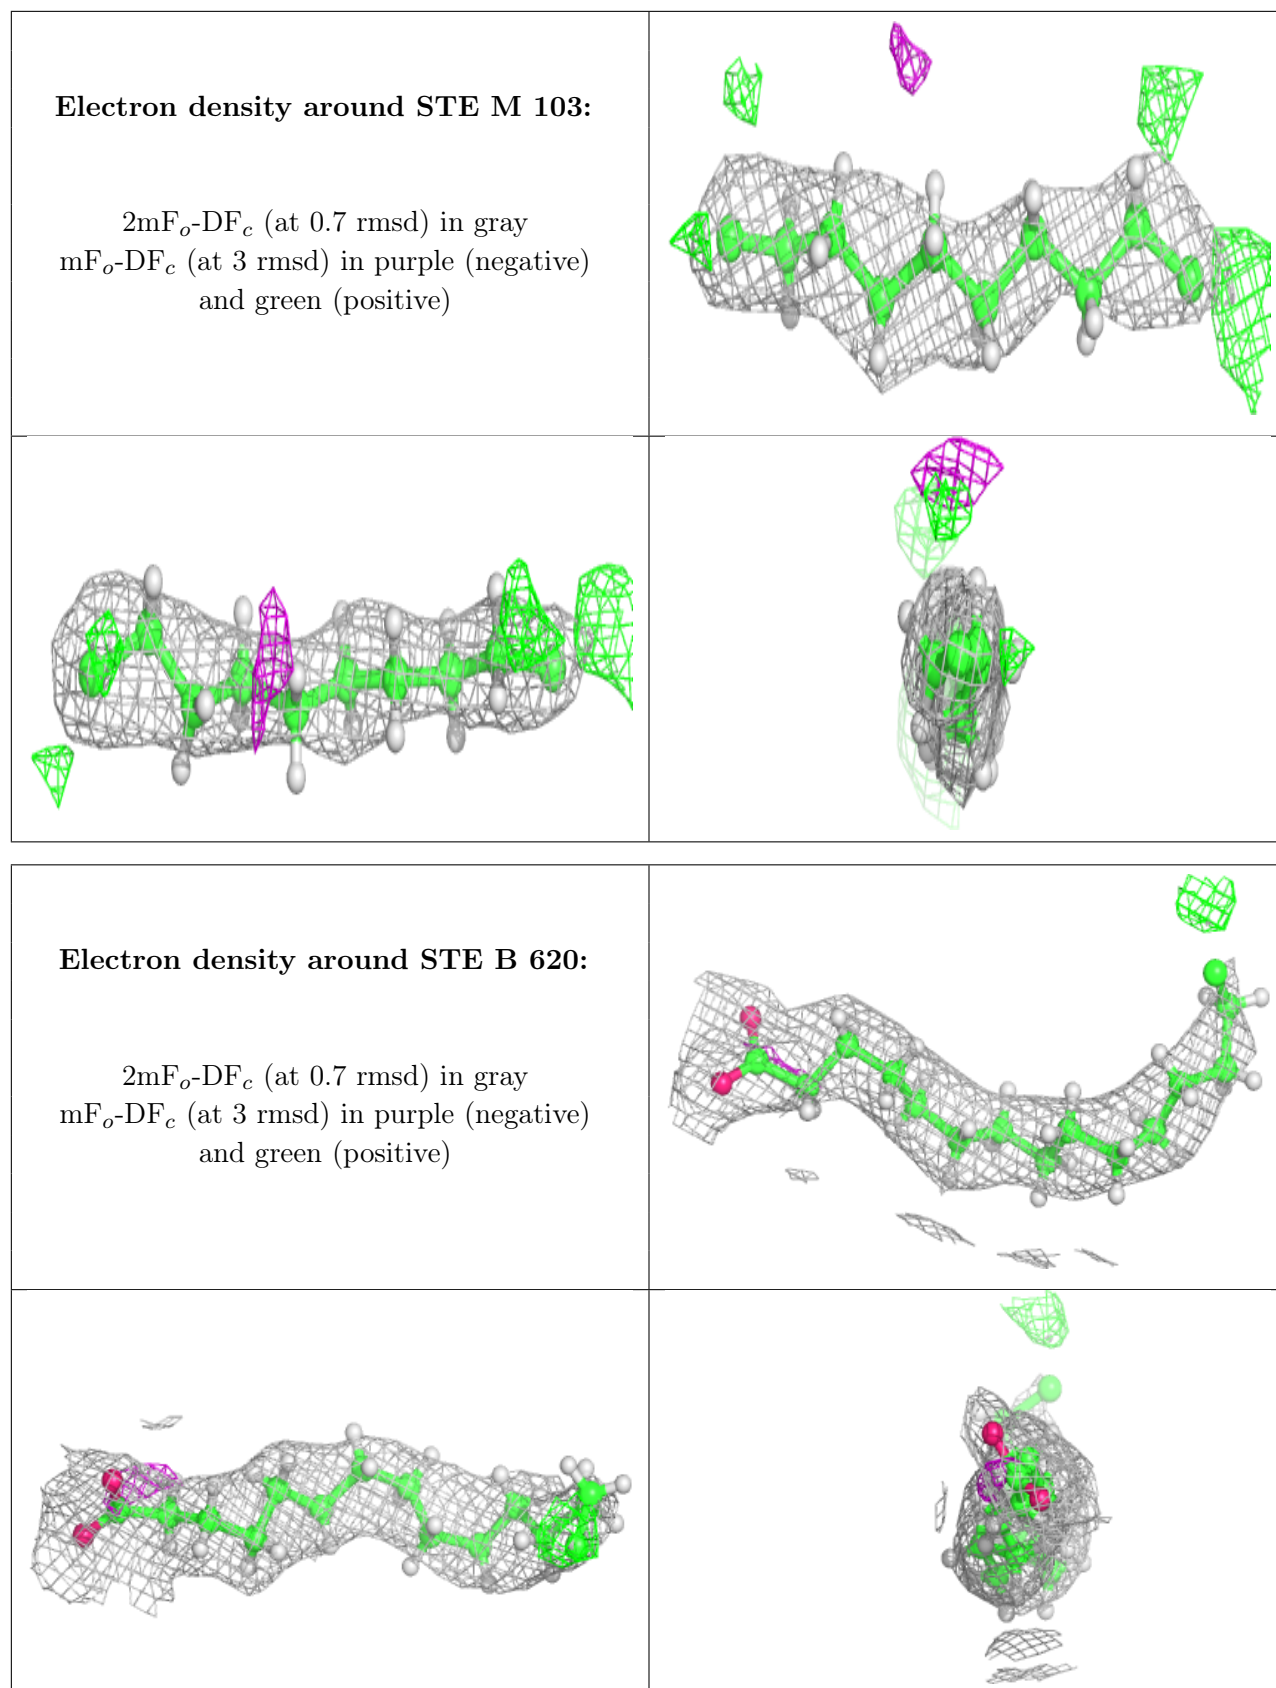 Electron density around STE M 103:
2mFo-DFc (at 0.7 rmsd) in gray
mFo-DFc (at 3 rmsd) in purple (negative)
and green (positive)
Electron density around STE B 620:
2mFo-DFc (at 0.7 rmsd) in gray
mFo-DFc (at 3 rmsd) in purple (negative)
and green (positive)